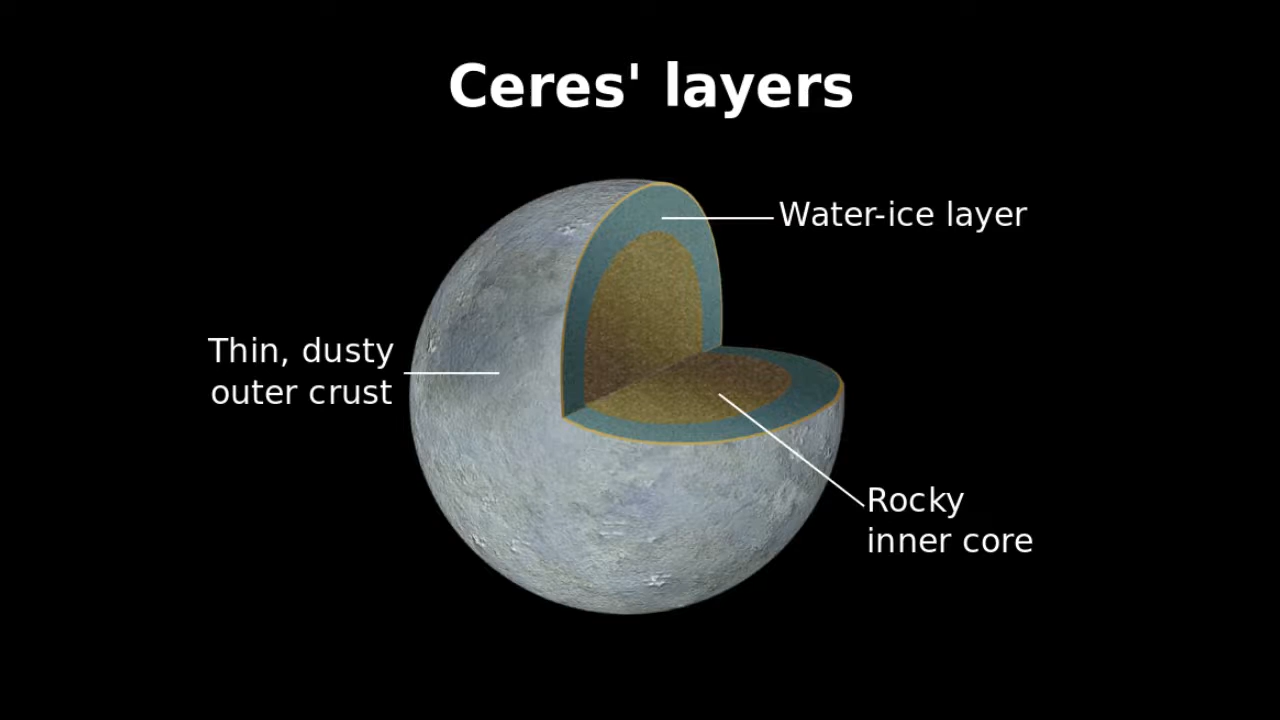 Ceres' layers
Water-ice layer
Thin, dusty
outer crust
Rocky
inner core